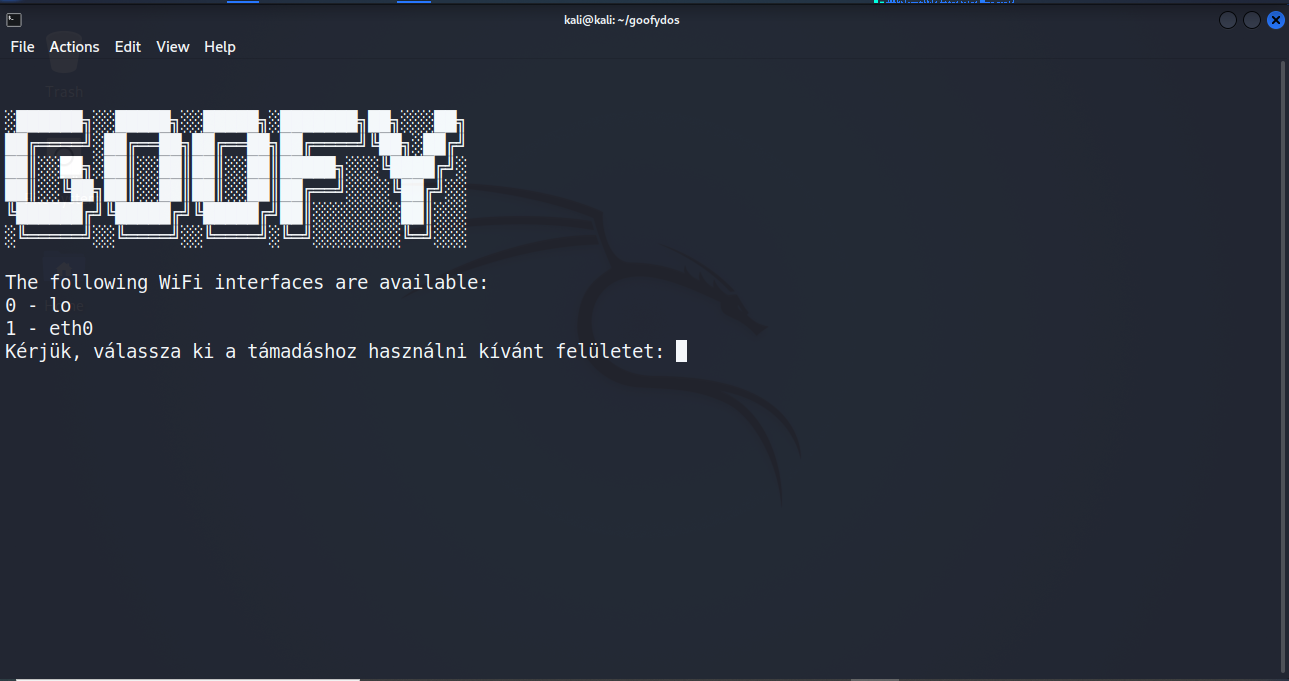 kali@kali: ~/goofydos
File Actions Edit View Help
Trash
GOOFY
The following WiFi interfaces are available:
0 - lo
1 - eth0
Kérjük, válassza ki a támadáshoz használni kívánt felületet: